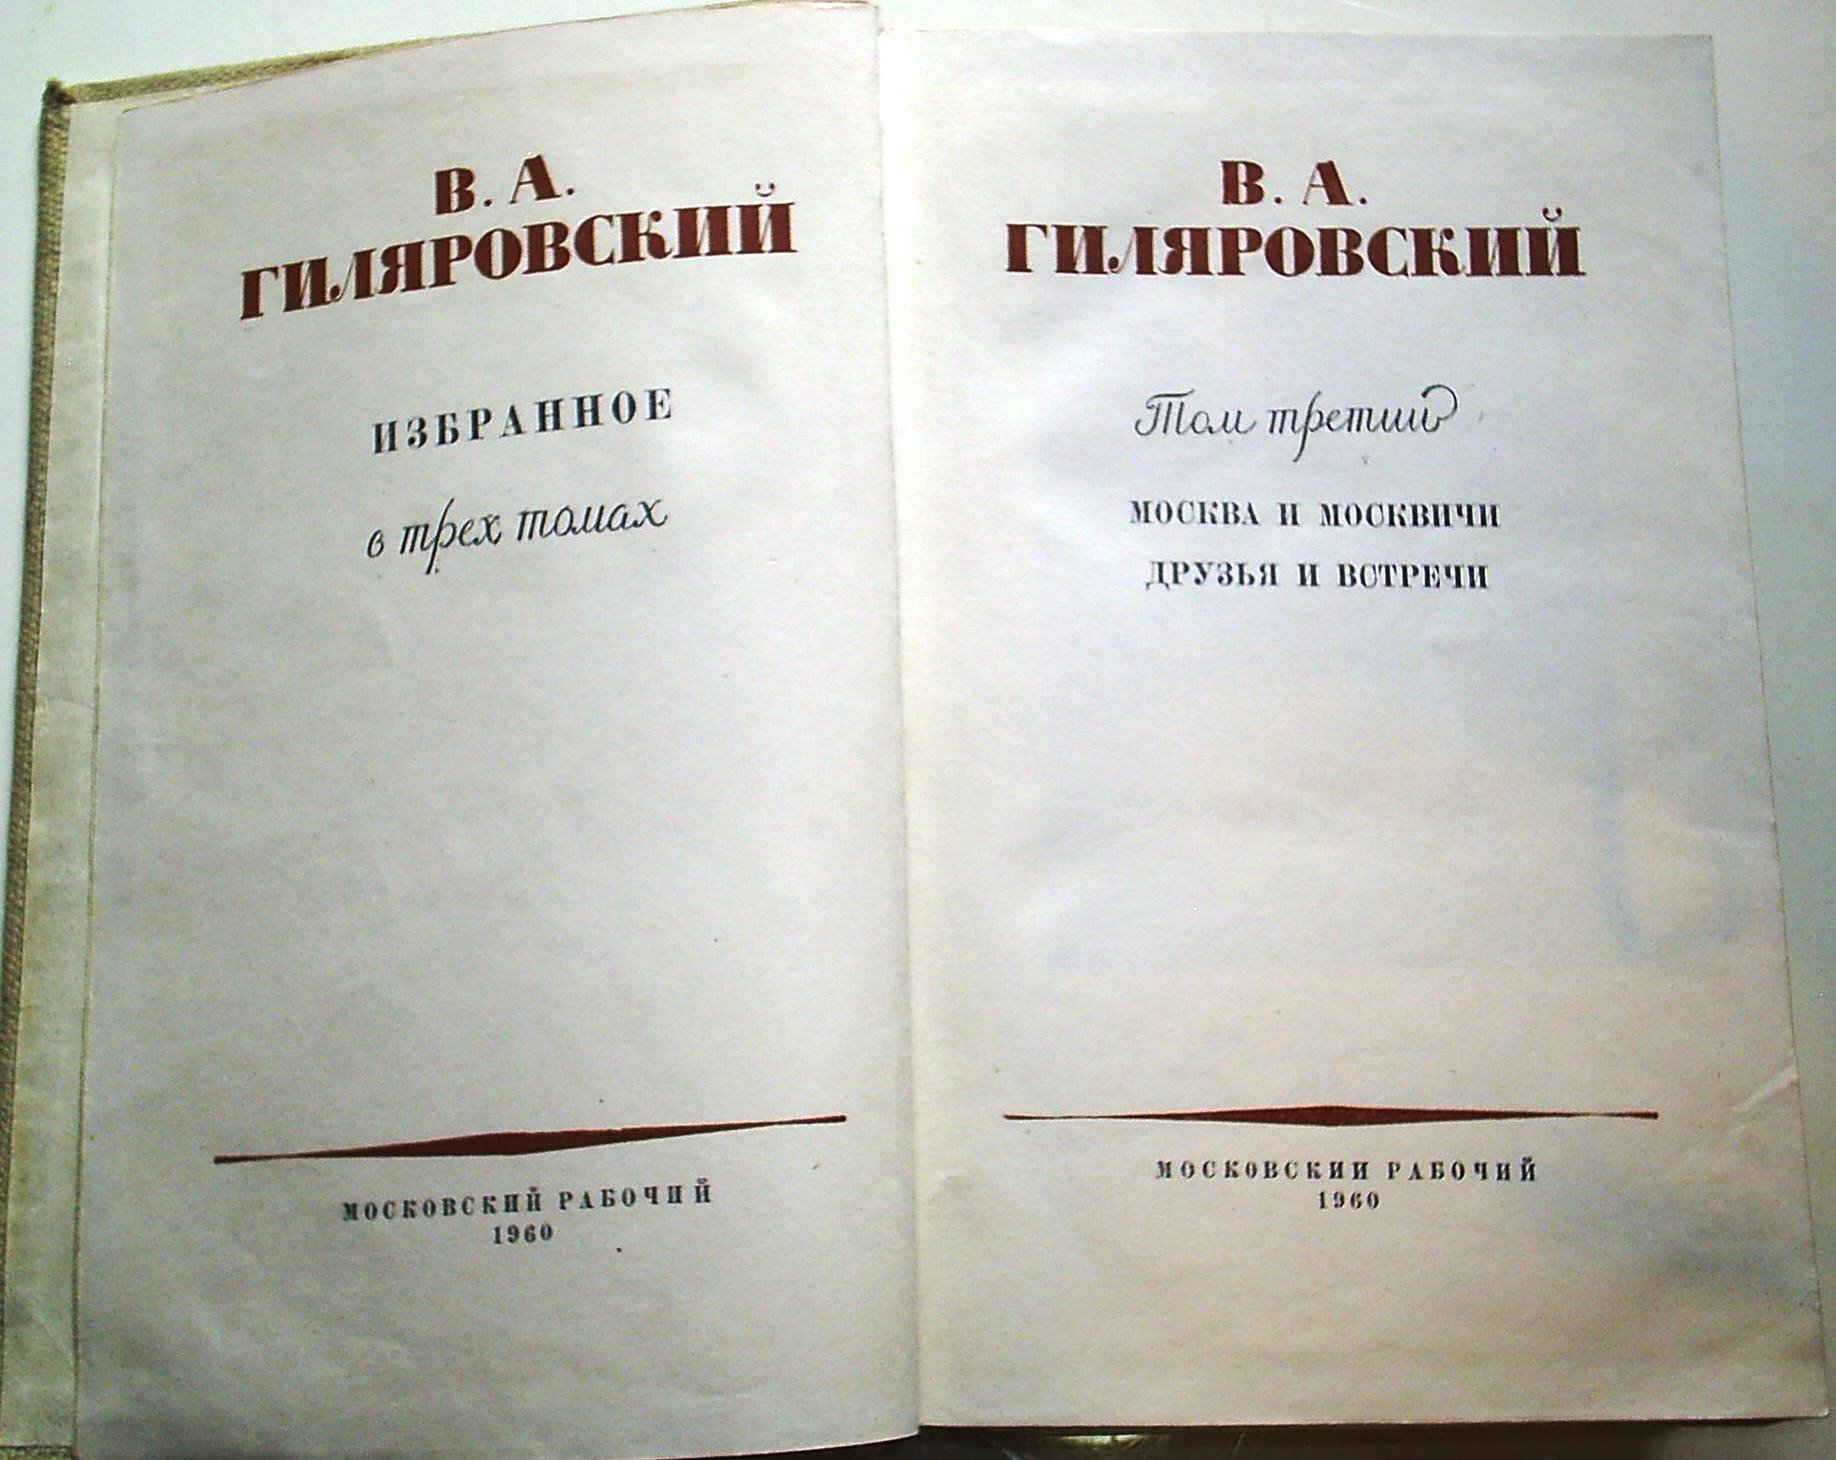 В. А.
ГИЛЯРОВСКИЙ
ИЗБРАННОЕ
в трех томах
МОСКОВСКИЙ РАБОЧИЙ
1960
В. А.
ГИЛЯРОВСКИЙ
Том третий
МОСКВА И МОСКВИЧИ
ДРУЗЬЯ И ВСТРЕЧИ
МОСКОВСКИЙ РАБОЧИЙ
1960